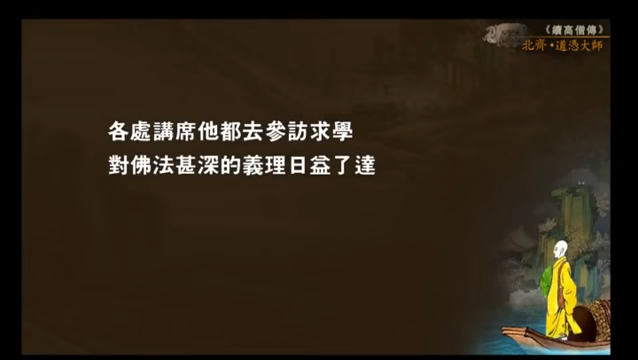 《續高僧傳》
北齊·道憑大師
各處講席他都去參訪求學
對佛法甚深的義理日益了達